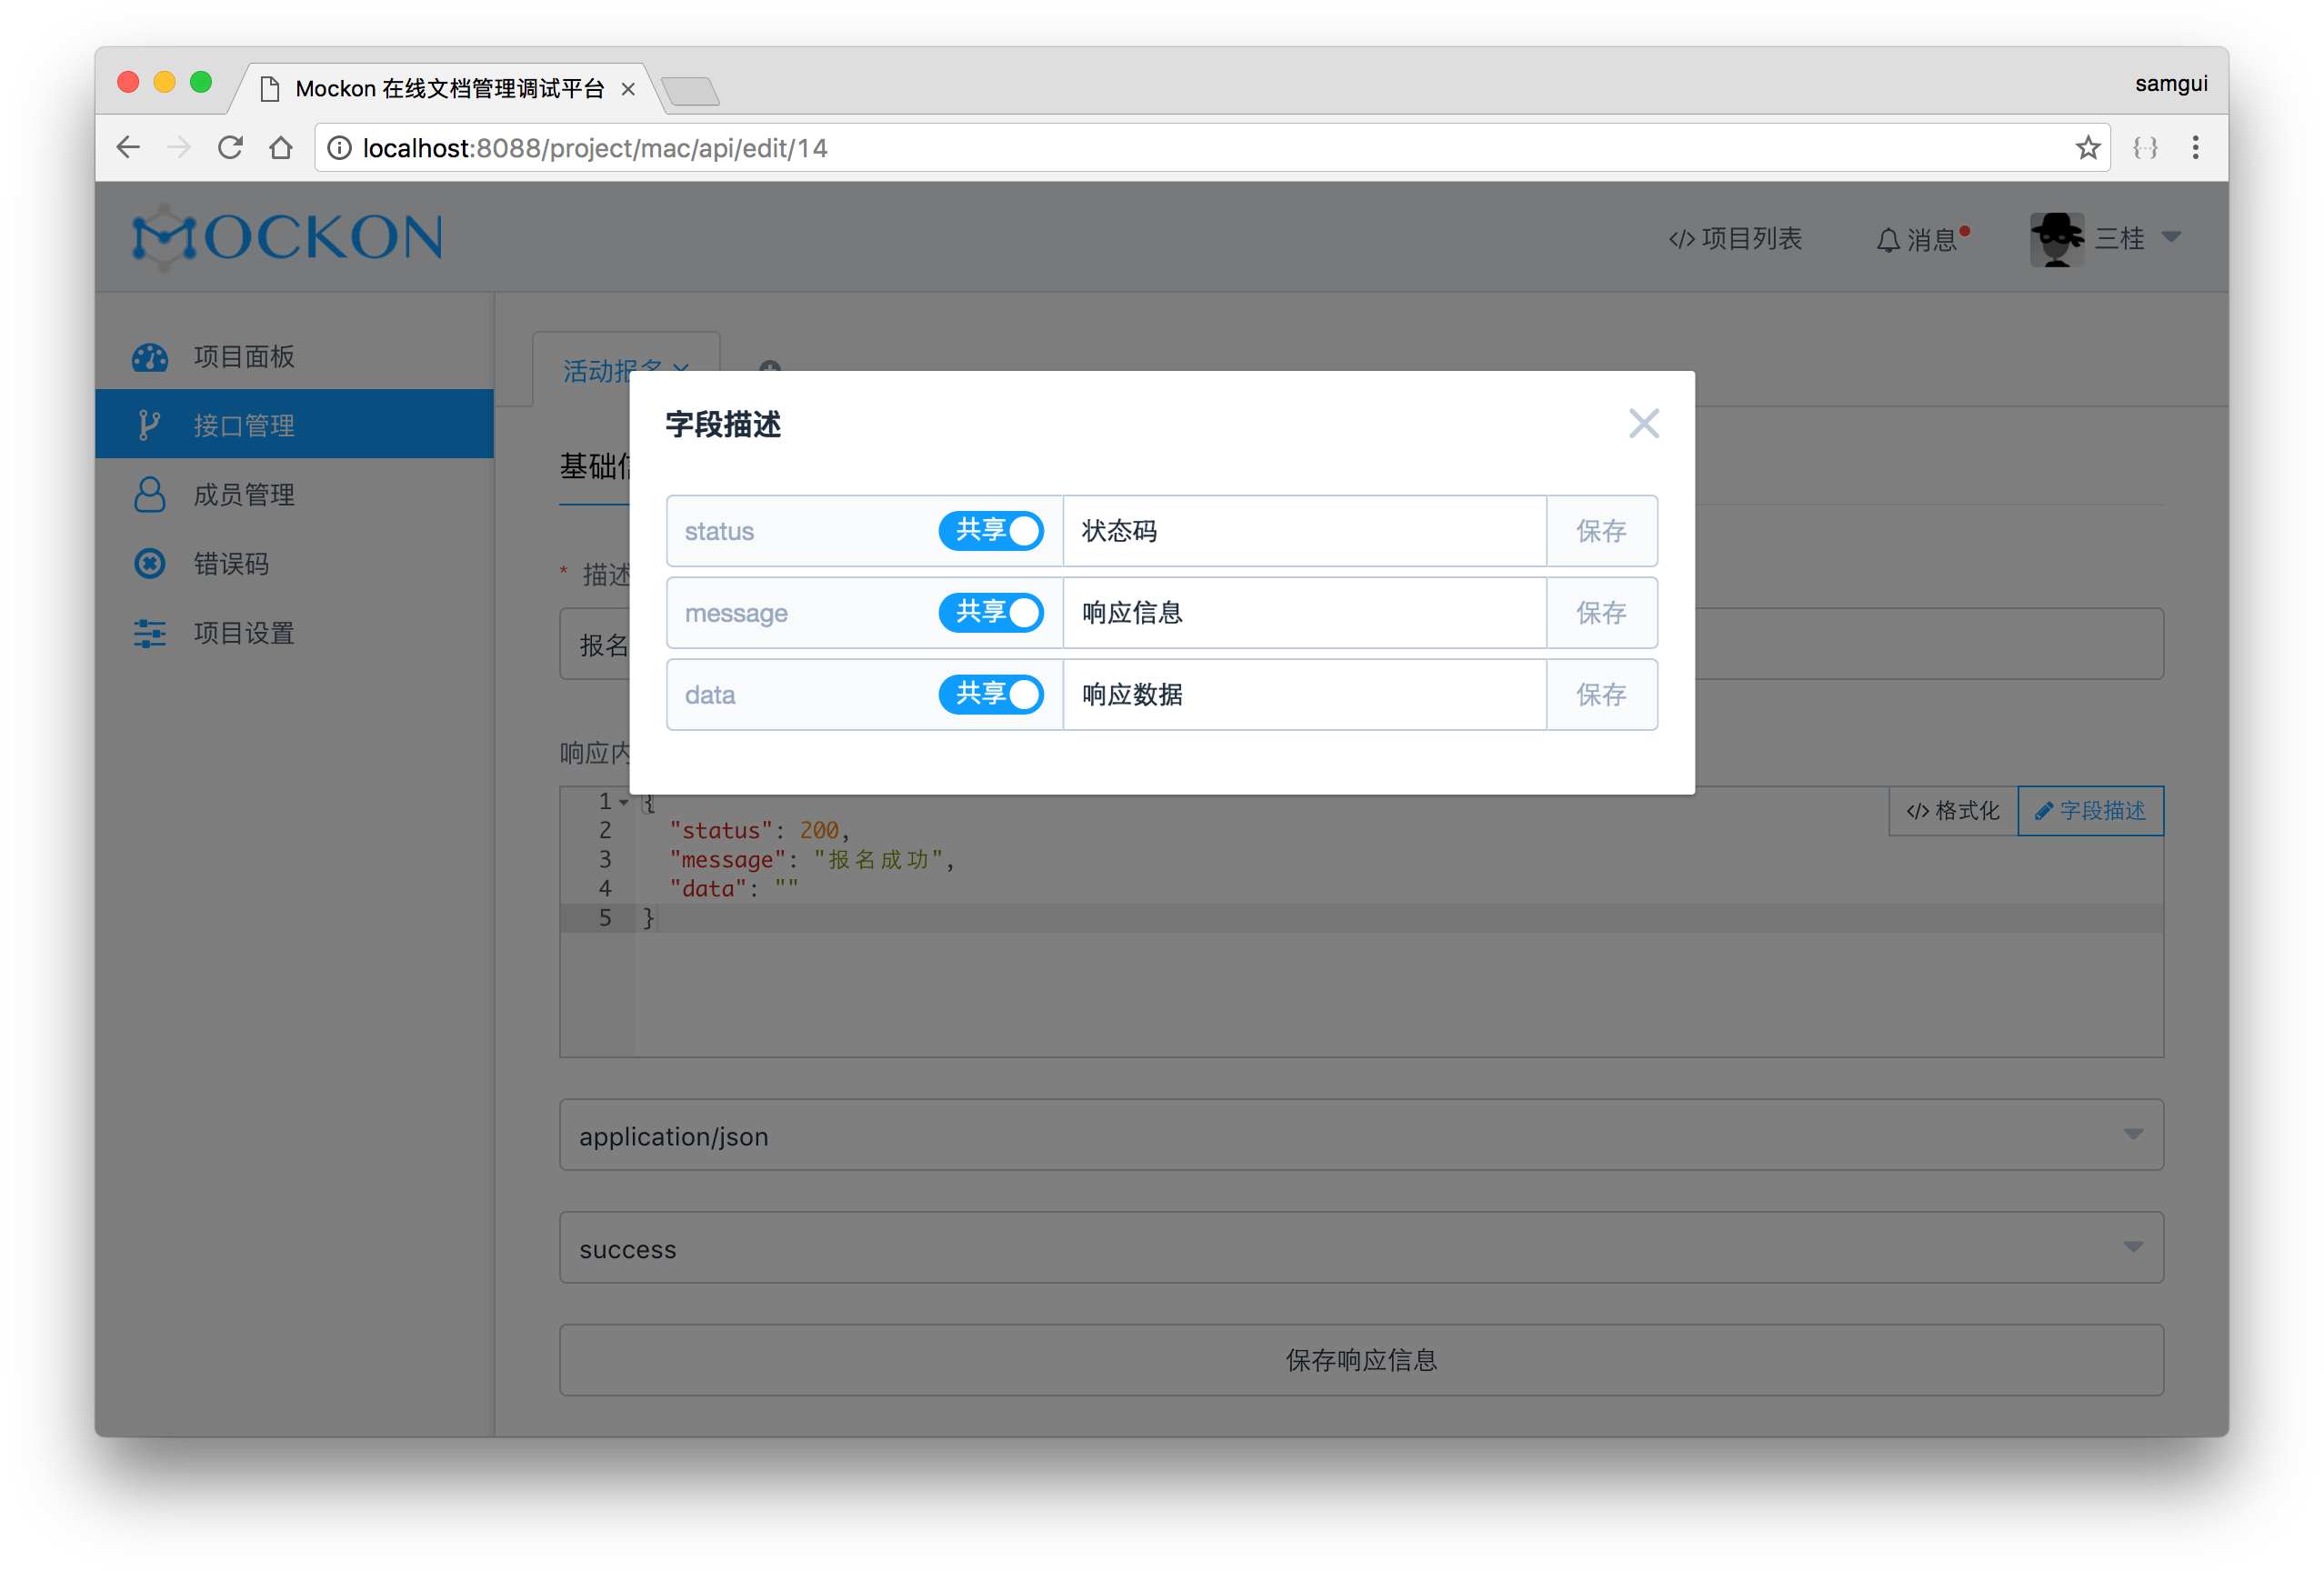 Mockon 在线文档管理调试平台
samgui
localhost:8088/project/mac/api/edit/14
MOCKON
项目列表
消息
三桂
项目面板
接口管理
成员管理
错误码
项目设置
活动报名
字段描述
基础
status 共享 状态码 保存
message 共享 响应信息 保存
data 共享 响应数据 保存
* 描述
报名
响应内
格式化
字段描述
1 {
2 "status": 200,
3 "message": "报名成功",
4 "data": ""
5 }
application/json
success
保存响应信息